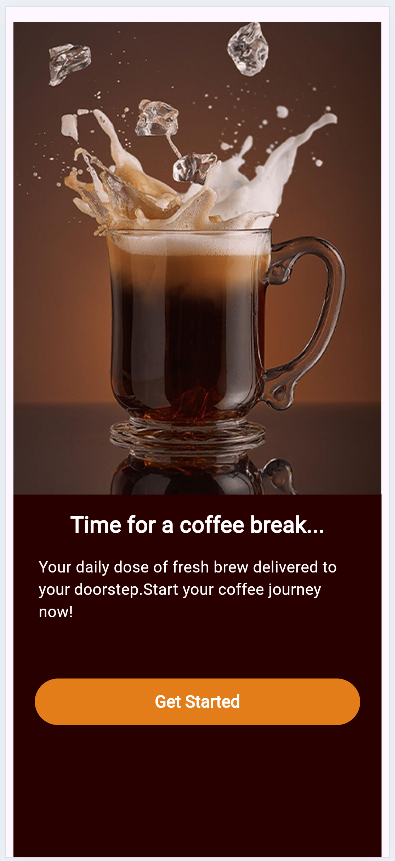 Time for a coffee break...
Your daily dose of fresh brew delivered to
your doorstep.Start your coffee journey
now!
Get Started